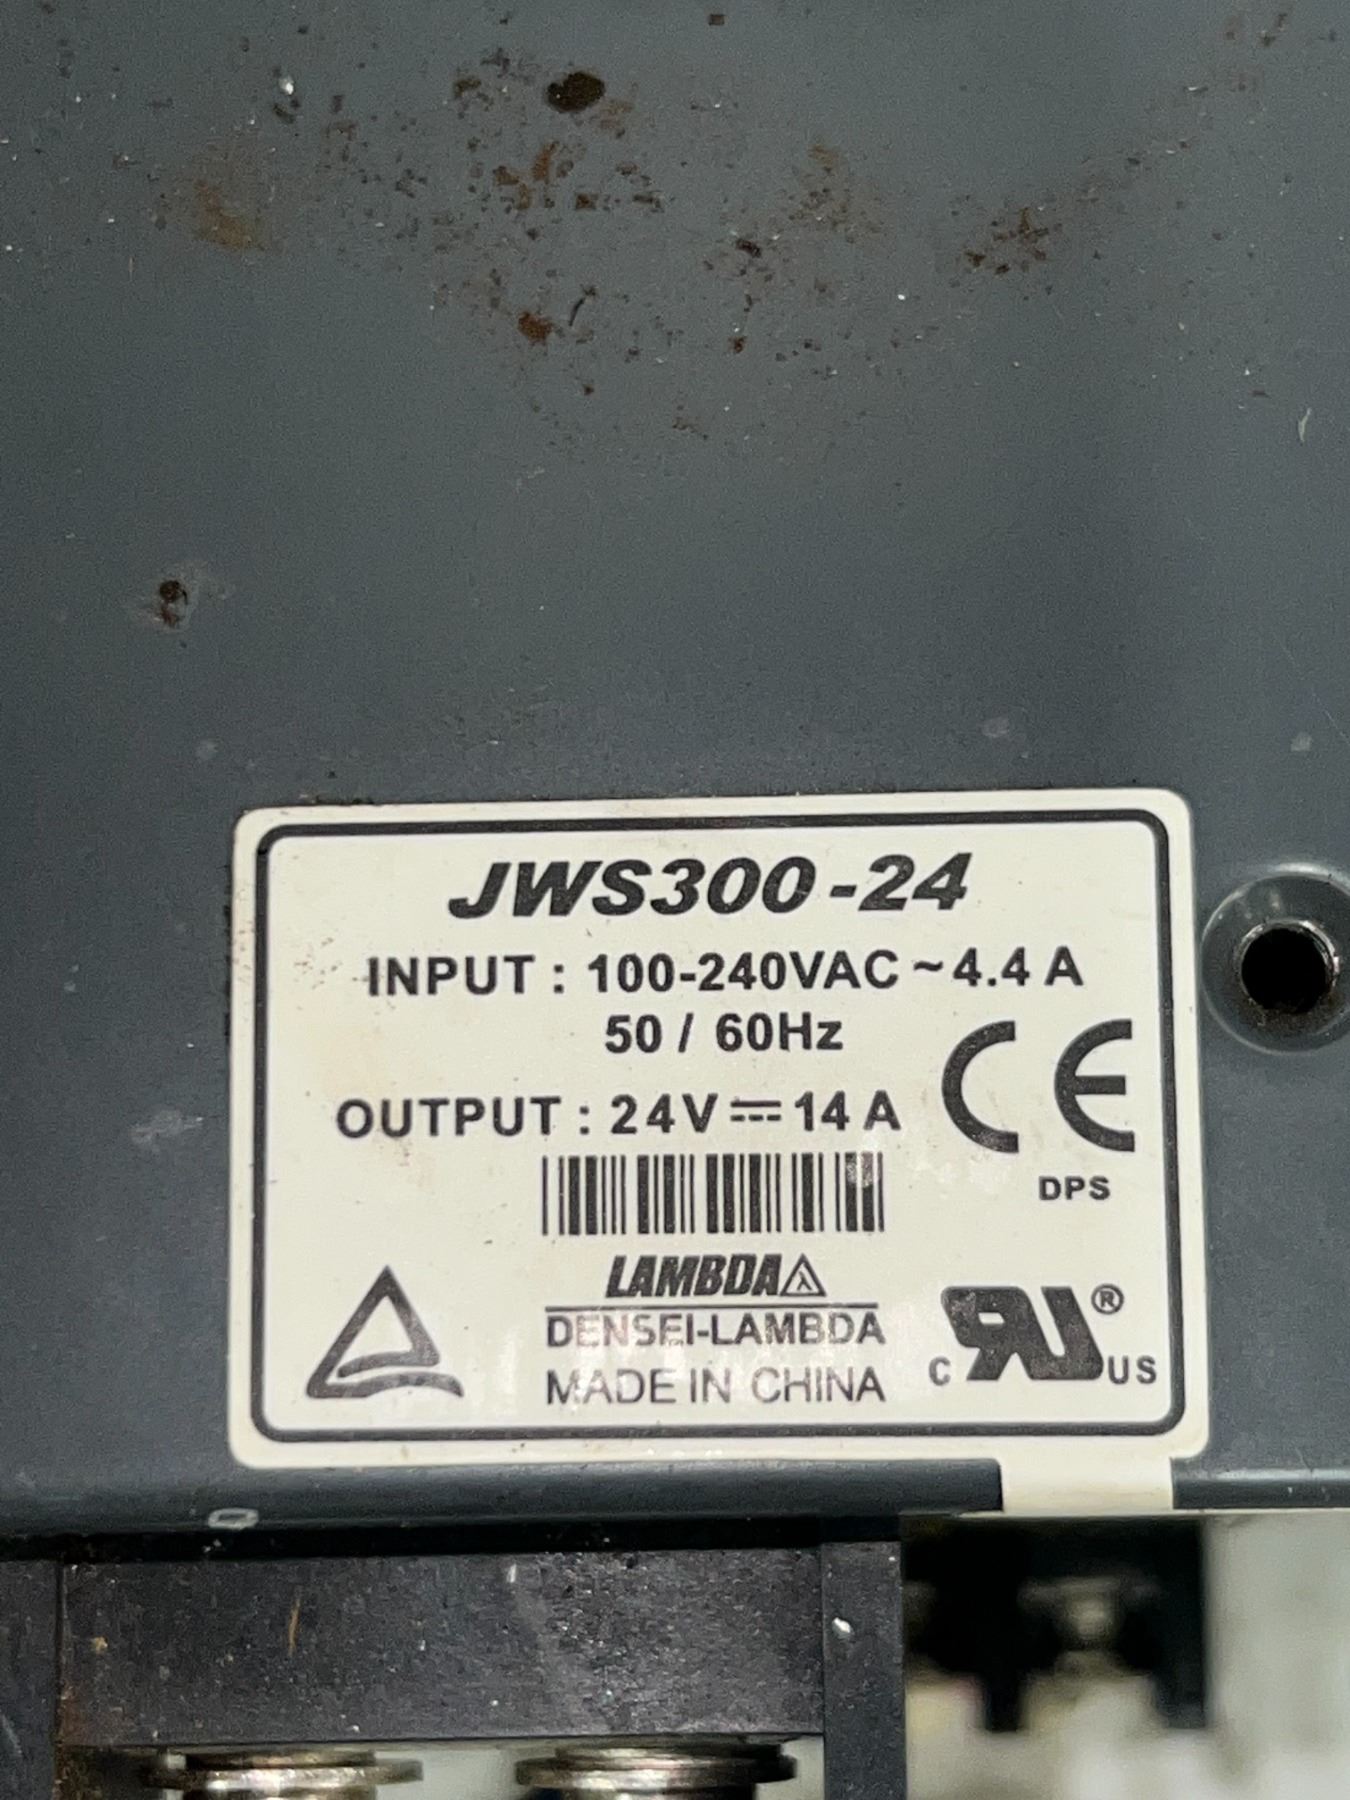 JWS300-24
INPUT : 100-240VAC ~ 4.4 A
50 / 60Hz
OUTPUT : 24V ⎓ 14 A
CE
DPS
LAMBDA λ
DENSEI-LAMBDA
MADE IN CHINA
c RU ® US